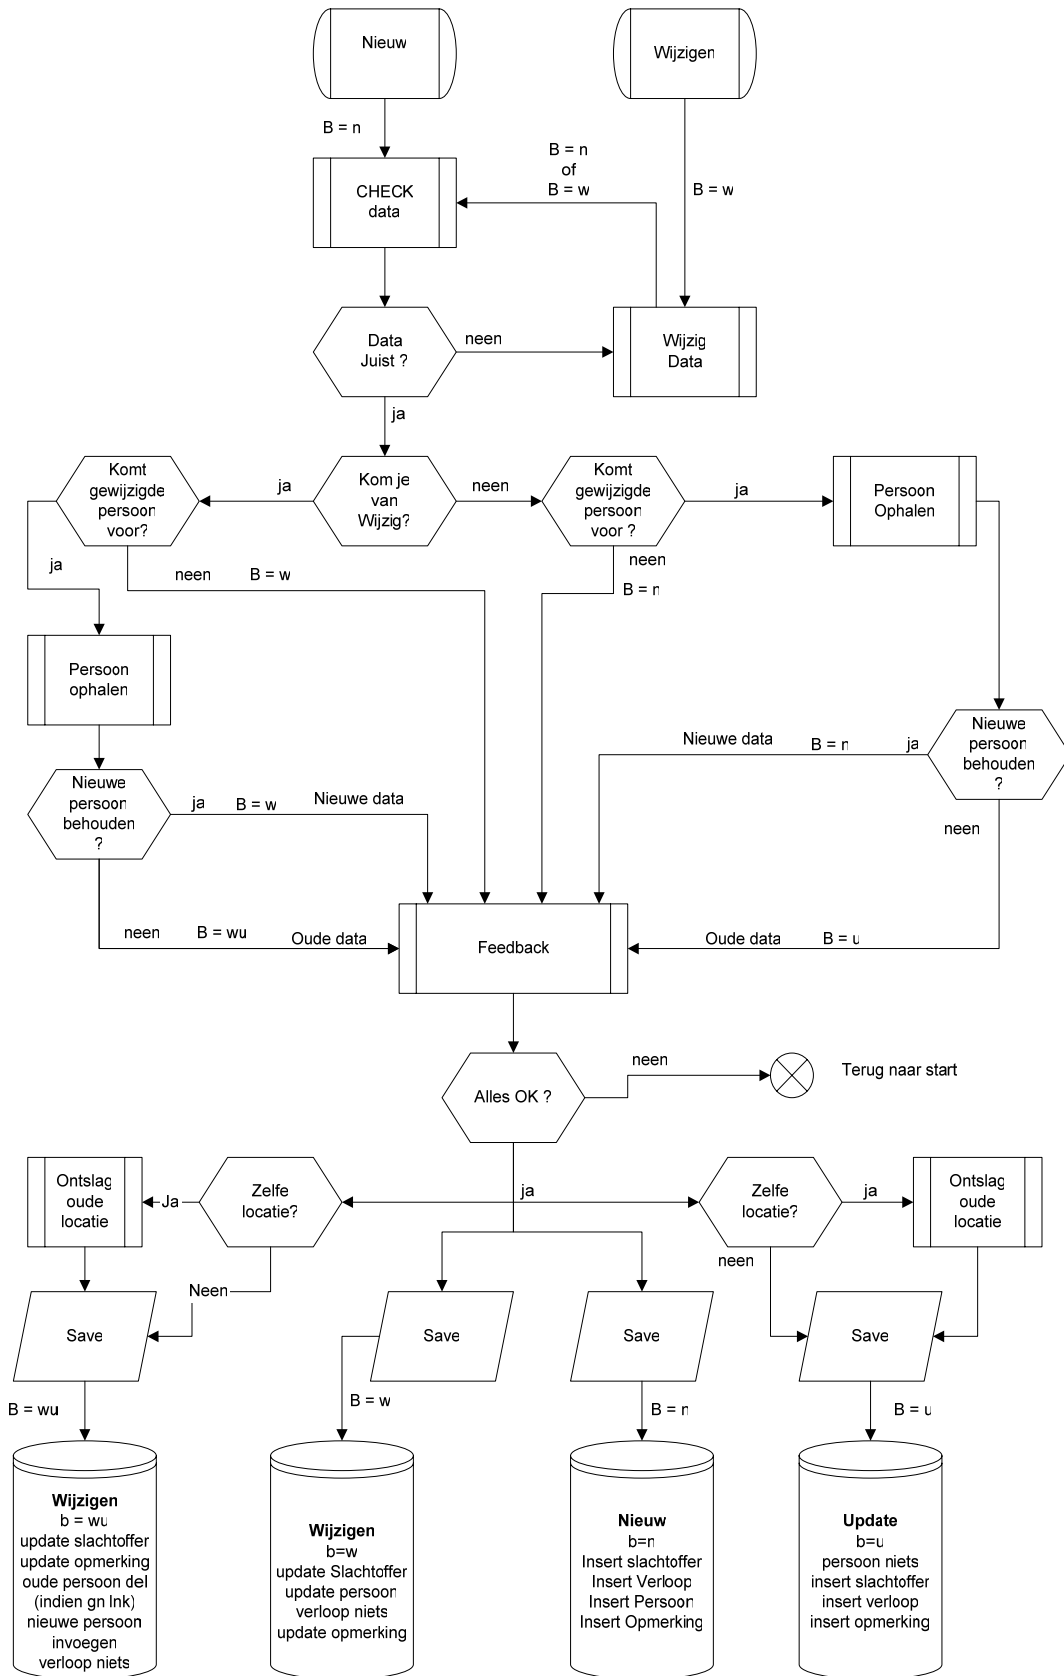 Nieuw
Wijzigen
B = n
B = n
of
B = w
B = w
CHECK
data
Data
Juist ?
neen
Wijzig
Data
ja
Komt
gewijzigde
persoon
voor?
ja
Kom je
van
Wijzig?
neen
Komt
gewijzigde
persoon
voor ?
ja
Persoon
Ophalen
ja
neen
B = w
neen
B = n
Persoon
ophalen
Nieuwe
persoon
behouden
?
ja
B = w
Nieuwe data
Nieuwe data
B = n
ja
Nieuwe
persoon
behouden
?
neen
neen
B = wu
Oude data
Feedback
Oude data
B = u
Alles OK ?
neen
Terug naar start
Ontslag
oude
locatie
Ja
Zelfe
locatie?
ja
Zelfe
locatie?
ja
Ontslag
oude
locatie
Neen
neen
Save
Save
Save
Save
B = wu
B = w
B = n
B = u
Wijzigen
b = wu
update slachtoffer
update opmerking
oude persoon del
(indien gn lnk)
nieuwe persoon
invoegen
verloop niets
Wijzigen
b=w
update Slachtoffer
update persoon
verloop niets
update opmerking
Nieuw
b=n
Insert slachtoffer
Insert Verloop
Insert Persoon
Insert Opmerking
Update
b=u
persoon niets
insert slachtoffer
insert verloop
insert opmerking